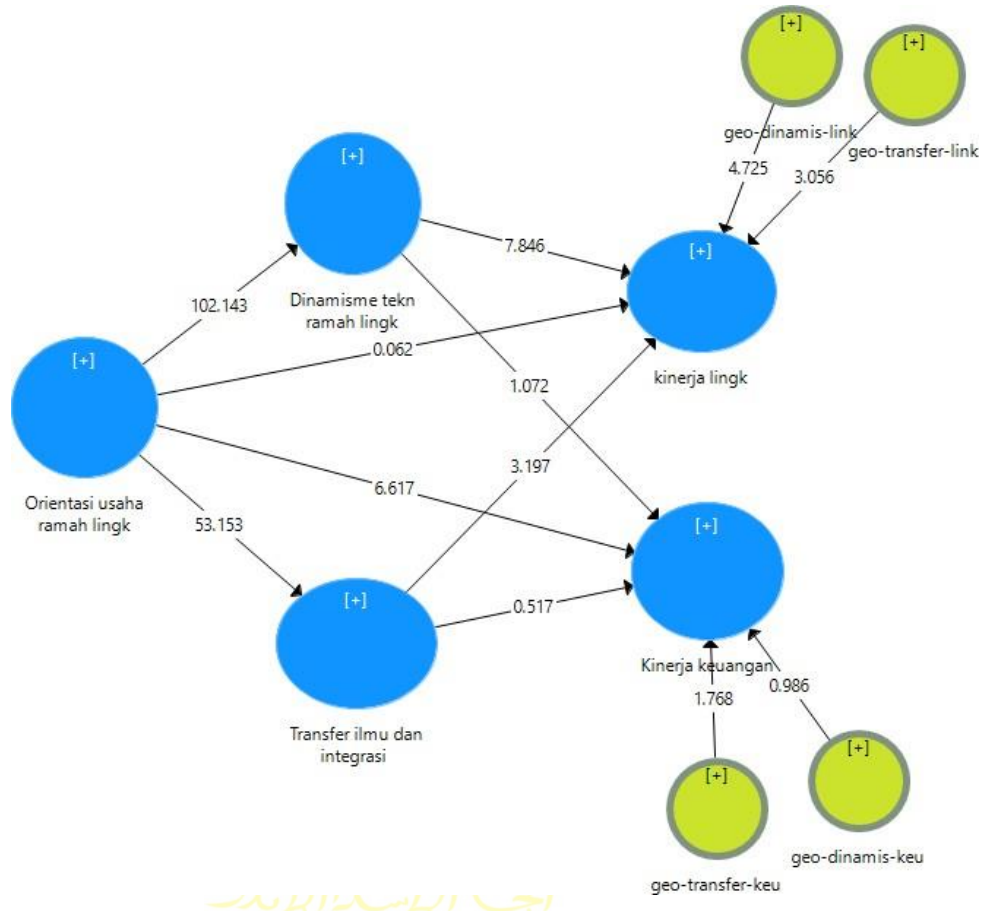 [+]
[+]
geo-dinamis-link
geo-transfer-link
4.725
3.056
[+]
Dinamisme tekn
ramah lingk
7.846
[+]
kinerja lingk
102.143
0.062
1.072
[+]
Orientasi usaha
ramah lingk
3.197
6.617
53.153
[+]
Kinerja keuangan
[+]
Transfer ilmu dan
integrasi
0.517
1.768
0.986
[+]
geo-transfer-keu
[+]
geo-dinamis-keu